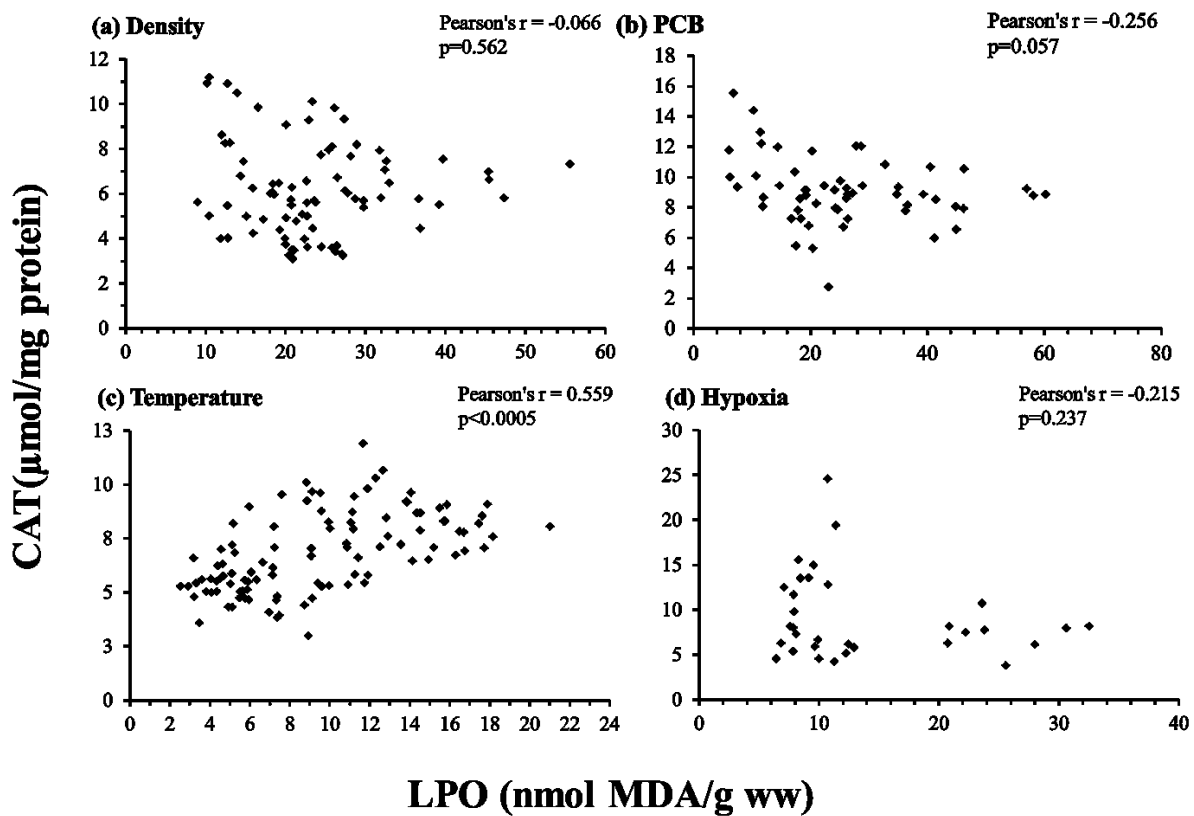 (a) Density
Pearson's r = -0.066
p=0.562
12
10
8
6
4
2
0
0 10 20 30 40 50 60
(b) PCB
Pearson's r = -0.256
p=0.057
18
16
14
12
10
8
6
4
2
0
0 20 40 60 80
(c) Temperature
Pearson's r = 0.559
p<0.0005
13
10
8
5
3
0
0 2 4 6 8 10 12 14 16 18 20 22 24
(d) Hypoxia
Pearson's r = -0.215
p=0.237
30
25
20
15
10
5
0
0 10 20 30 40
CAT(μmol/mg protein)
LPO (nmol MDA/g ww)